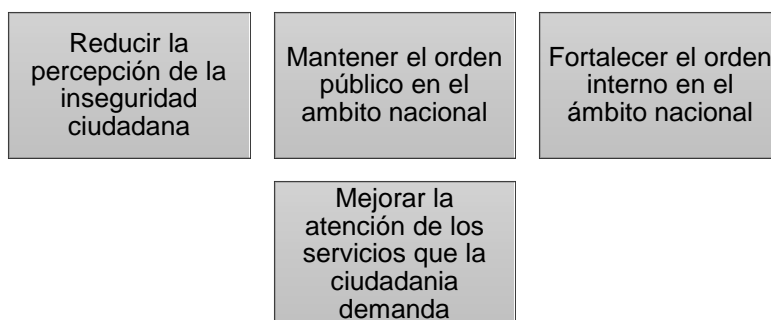 Reducir la
percepción de la
inseguridad
ciudadana
Mantener el orden
público en el
ambito nacional
Fortalecer el orden
interno en el
ámbito nacional
Mejorar la
atención de los
servicios que la
ciudadania
demanda